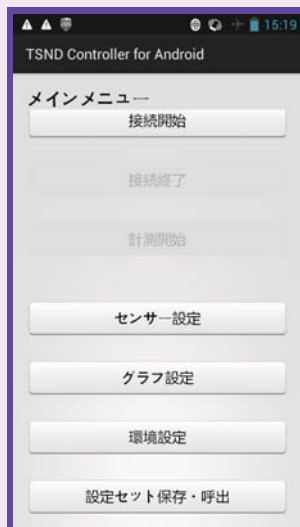 15:19
TSND Controller for Android
メインメニュー
接続開始
接続終了
計測開始
センサー設定
グラフ設定
環境設定
設定セット保存・呼出